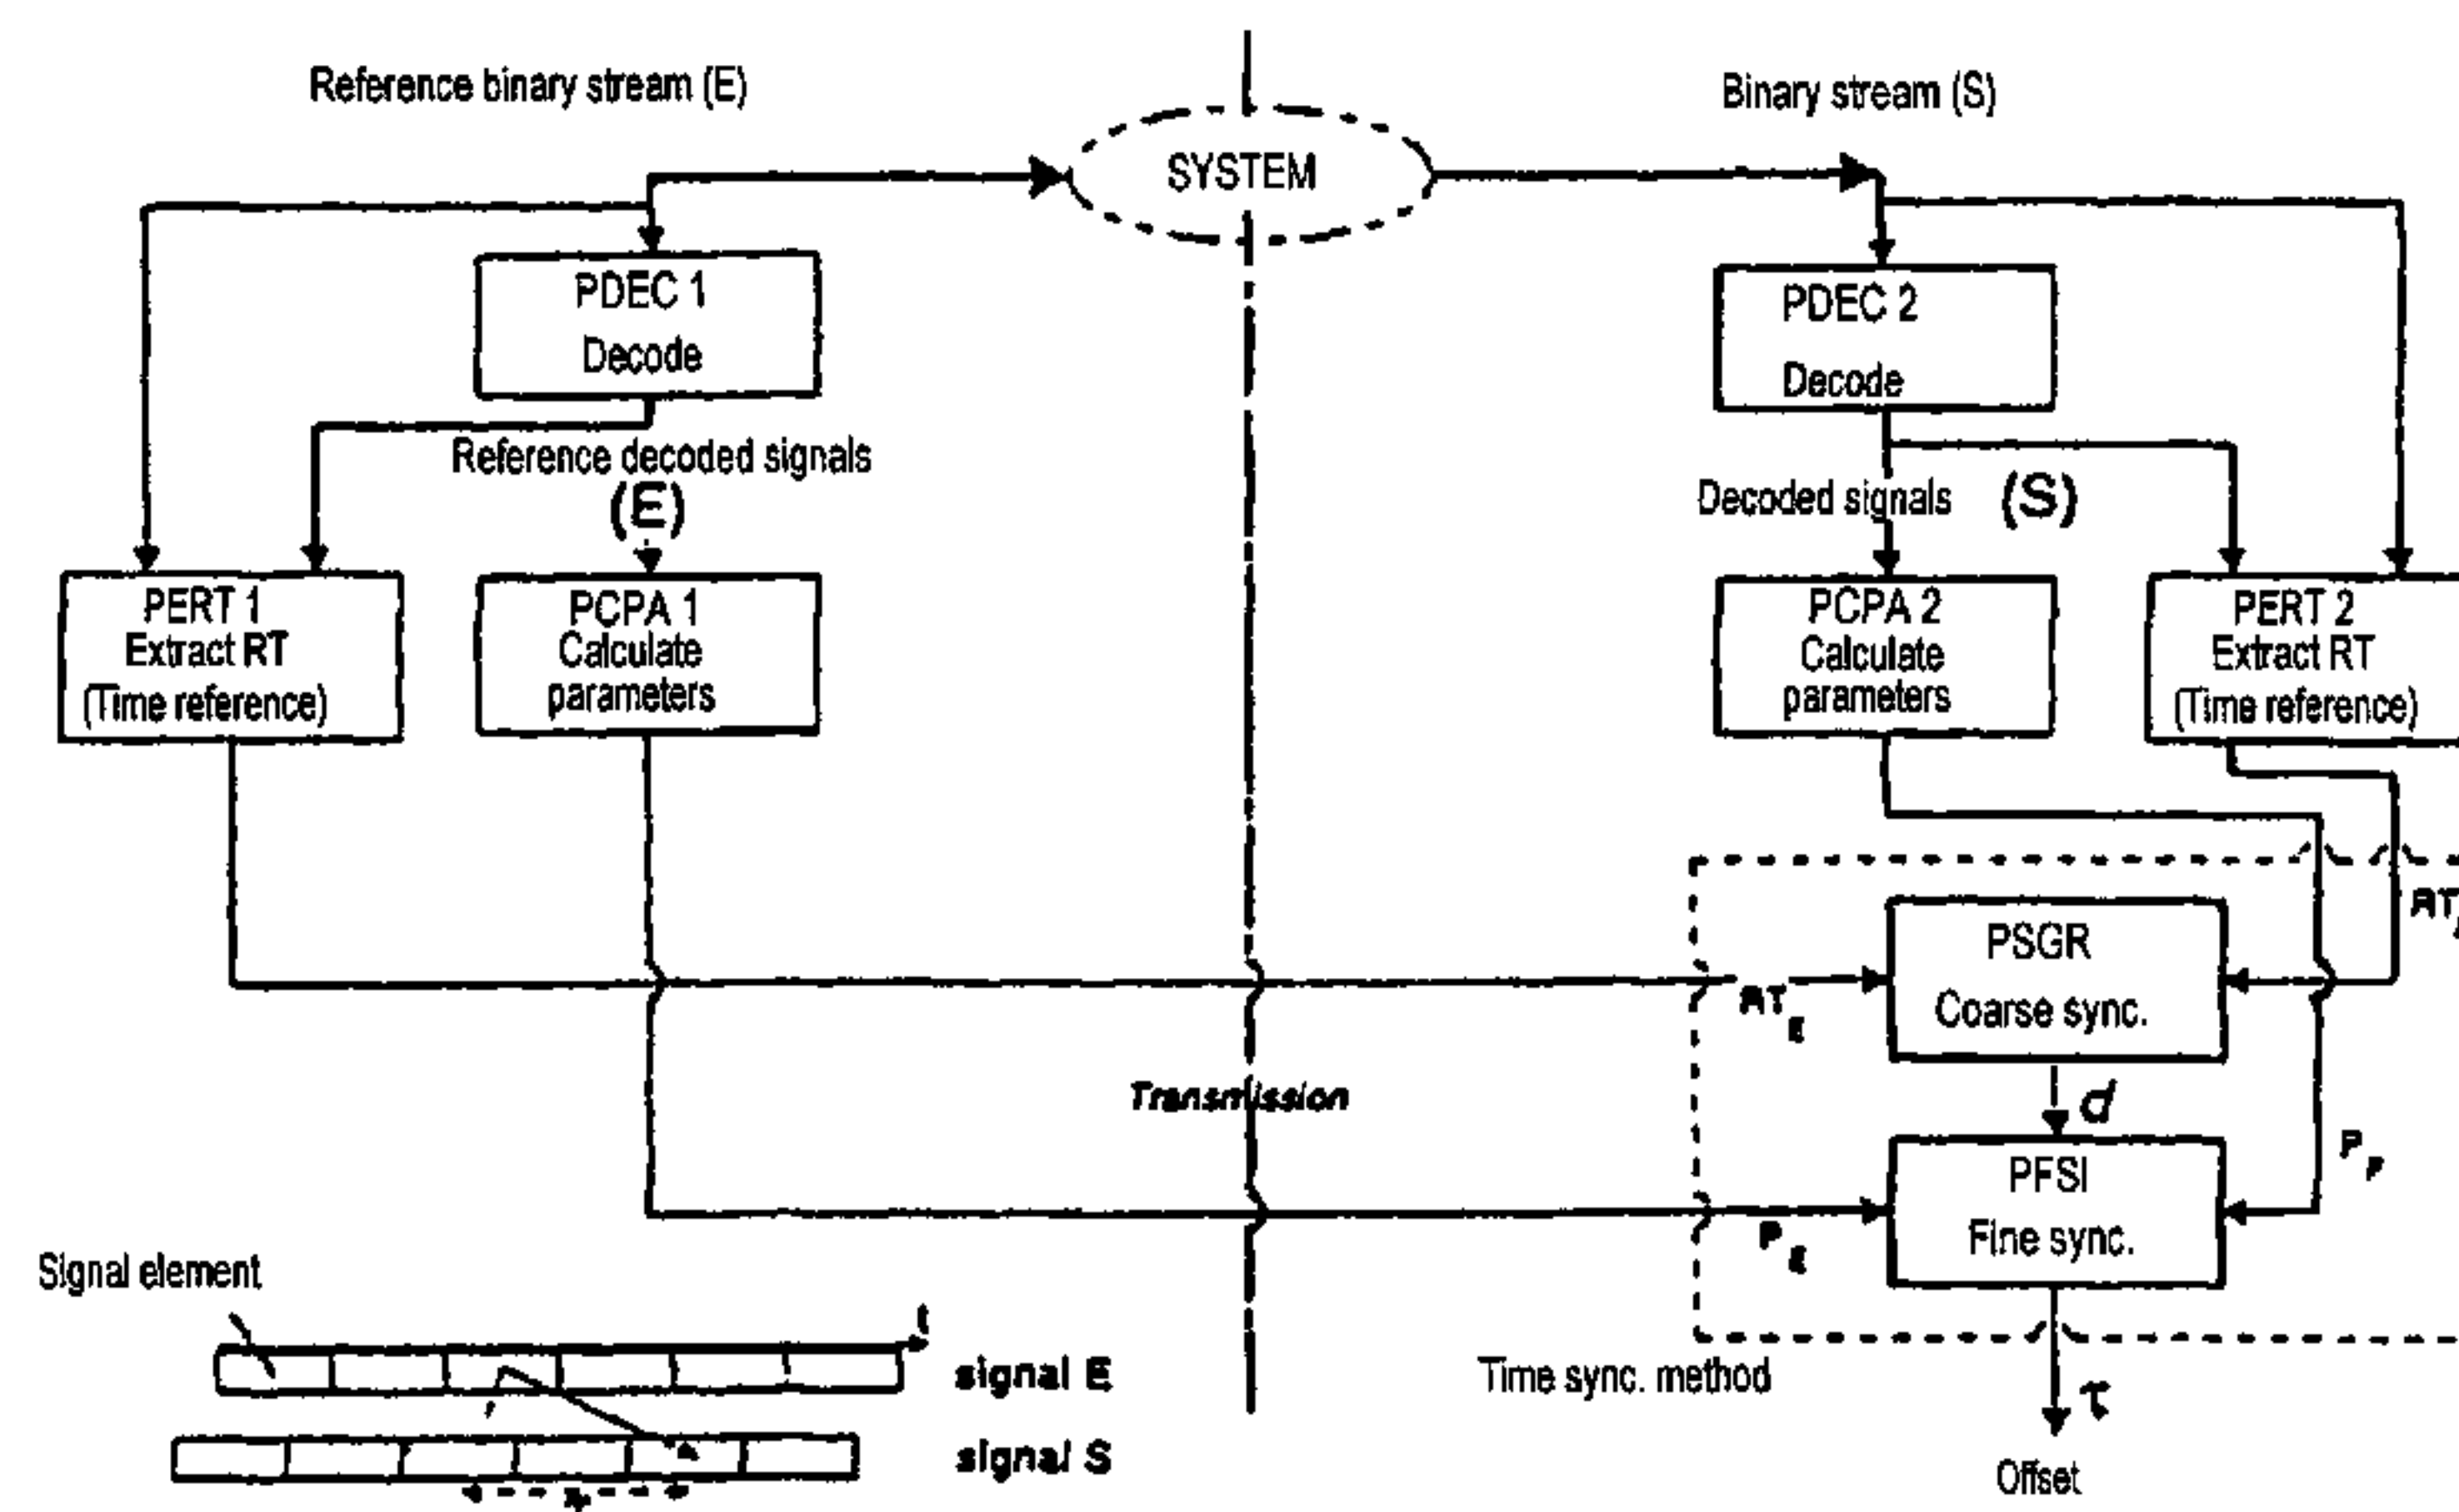 Reference binary stream (E)
Binary stream (S)
SYSTEM
PDEC 1
Decode
PDEC 2
Decode
Reference decoded signals
(E)
Decoded signals (S)
PERT 1
Extract RT
(Time reference)
PCPA 1
Calculate
parameters
PCPA 2
Calculate
parameters
PERT 2
Extract RT
(Time reference)
PSGR
Coarse sync.
RT E
Transmission
d
PFSI
Fine sync.
P E
Signal element
t
signal E
signal S
Time sync. method
τ
Offset